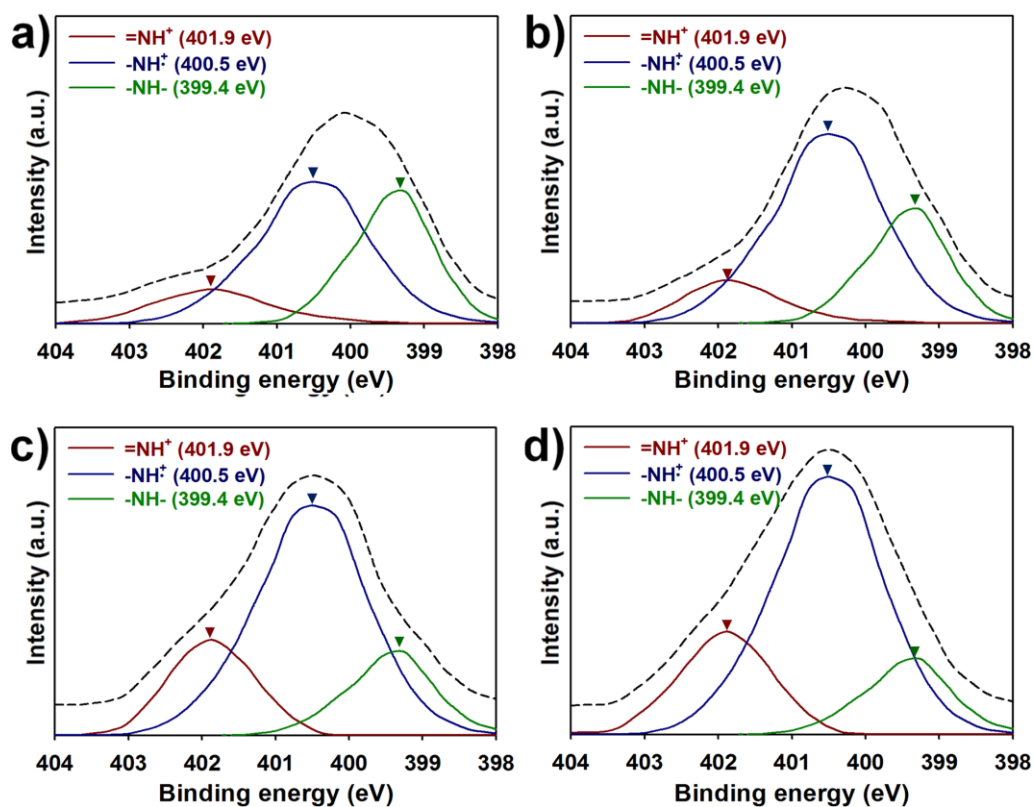 a)
=NH⁺ (401.9 eV)
-NH⁺̣ (400.5 eV)
-NH- (399.4 eV)
Intensity (a.u.)
404 403 402 401 400 399 398
Binding energy (eV)
b)
=NH⁺ (401.9 eV)
-NH⁺̣ (400.5 eV)
-NH- (399.4 eV)
Intensity (a.u.)
404 403 402 401 400 399 398
Binding energy (eV)
c)
=NH⁺ (401.9 eV)
-NH⁺̣ (400.5 eV)
-NH- (399.4 eV)
Intensity (a.u.)
404 403 402 401 400 399 398
Binding energy (eV)
d)
=NH⁺ (401.9 eV)
-NH⁺̣ (400.5 eV)
-NH- (399.4 eV)
Intensity (a.u.)
404 403 402 401 400 399 398
Binding energy (eV)